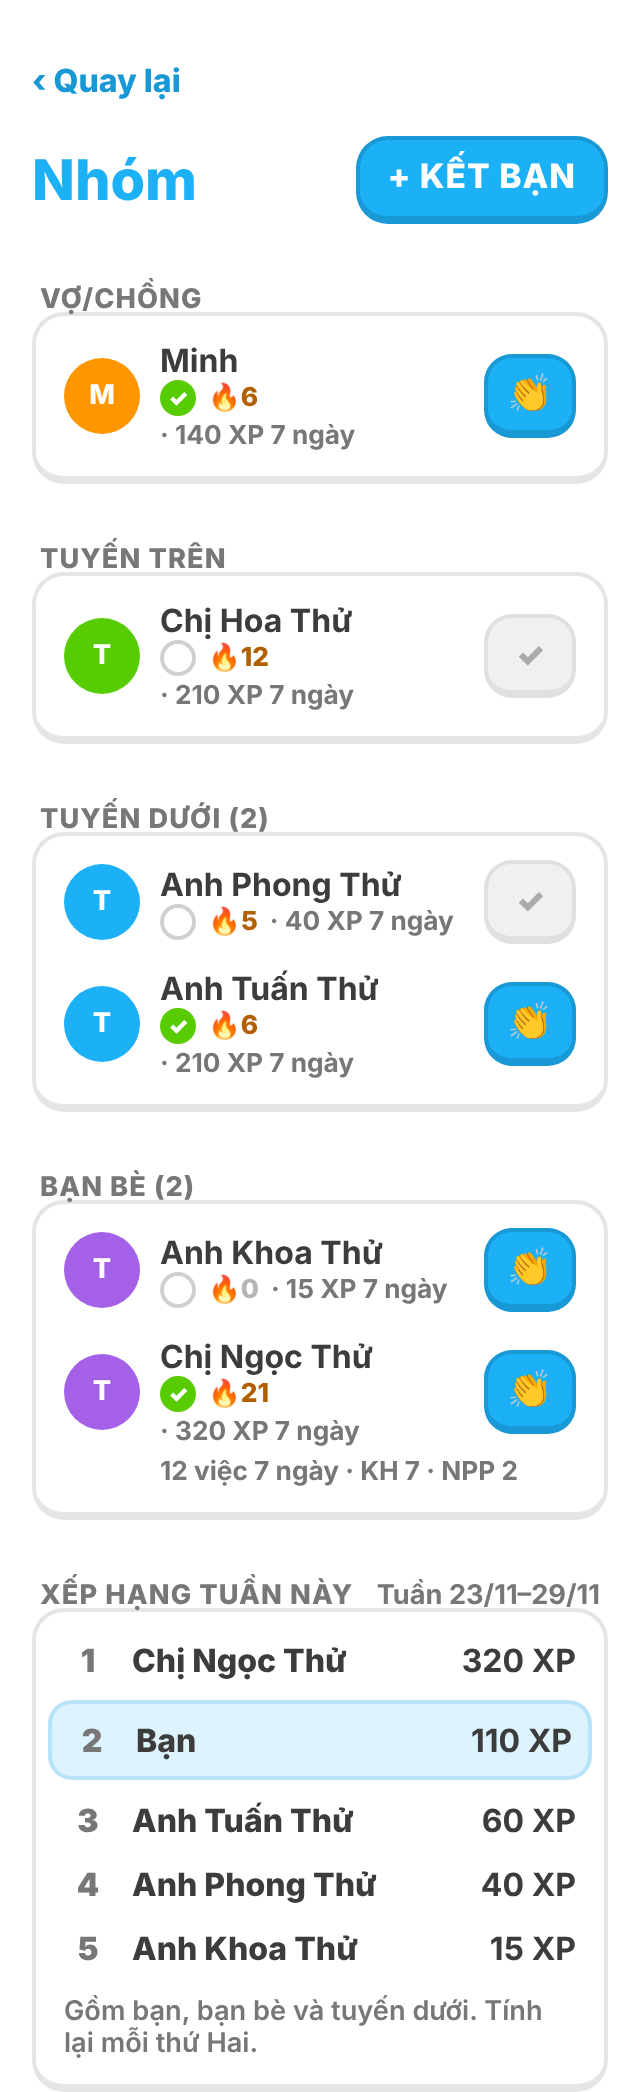 ‹ Quay lại
Nhóm
+ KẾT BẠN
VỢ/CHỒNG
M
Minh
🔥6
👏
· 140 XP 7 ngày
TUYẾN TRÊN
T
Chị Hoa Thử
🔥12
· 210 XP 7 ngày
TUYẾN DƯỚI (2)
T
Anh Phong Thử
🔥5 · 40 XP 7 ngày
T
Anh Tuấn Thử
🔥6
👏
· 210 XP 7 ngày
BẠN BÈ (2)
T
Anh Khoa Thử
🔥0 · 15 XP 7 ngày
👏
T
Chị Ngọc Thử
🔥21
👏
· 320 XP 7 ngày
12 việc 7 ngày · KH 7 · NPP 2
XẾP HẠNG TUẦN NÀY Tuần 23/11–29/11
1 Chị Ngọc Thử 320 XP
2 Bạn 110 XP
3 Anh Tuấn Thử 60 XP
4 Anh Phong Thử 40 XP
5 Anh Khoa Thử 15 XP
Gồm bạn, bạn bè và tuyến dưới. Tính
lại mỗi thứ Hai.